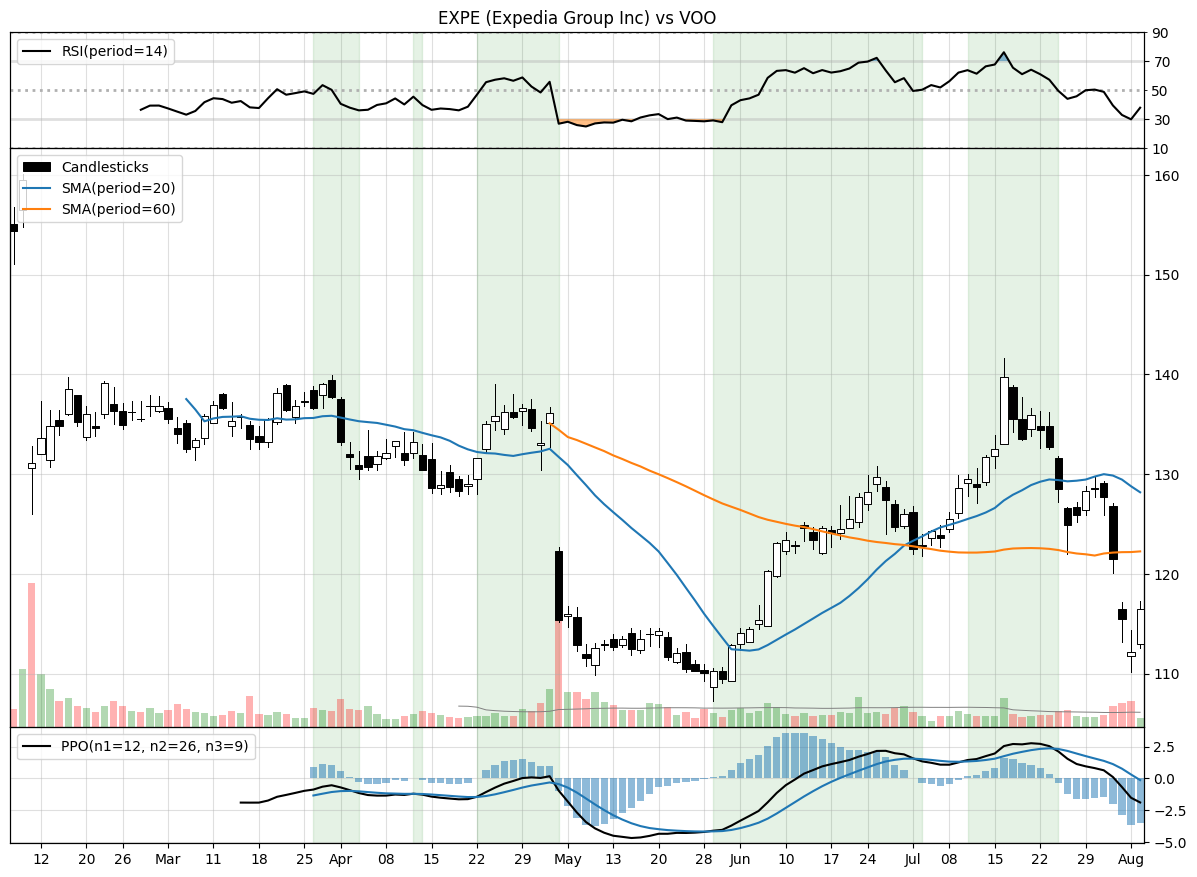 EXPE (Expedia Group Inc) vs VOO
RSI(period=14)
90
70
50
30
10
Candlesticks
SMA(period=20)
SMA(period=60)
160
150
140
130
120
110
PPO(n1=12, n2=26, n3=9)
2.5
0.0
−2.5
−5.0
12 20 26 Mar 11 18 25 Apr 08 15 22 29 May 13 20 28 Jun 10 17 24 Jul 08 15 22 29 Aug